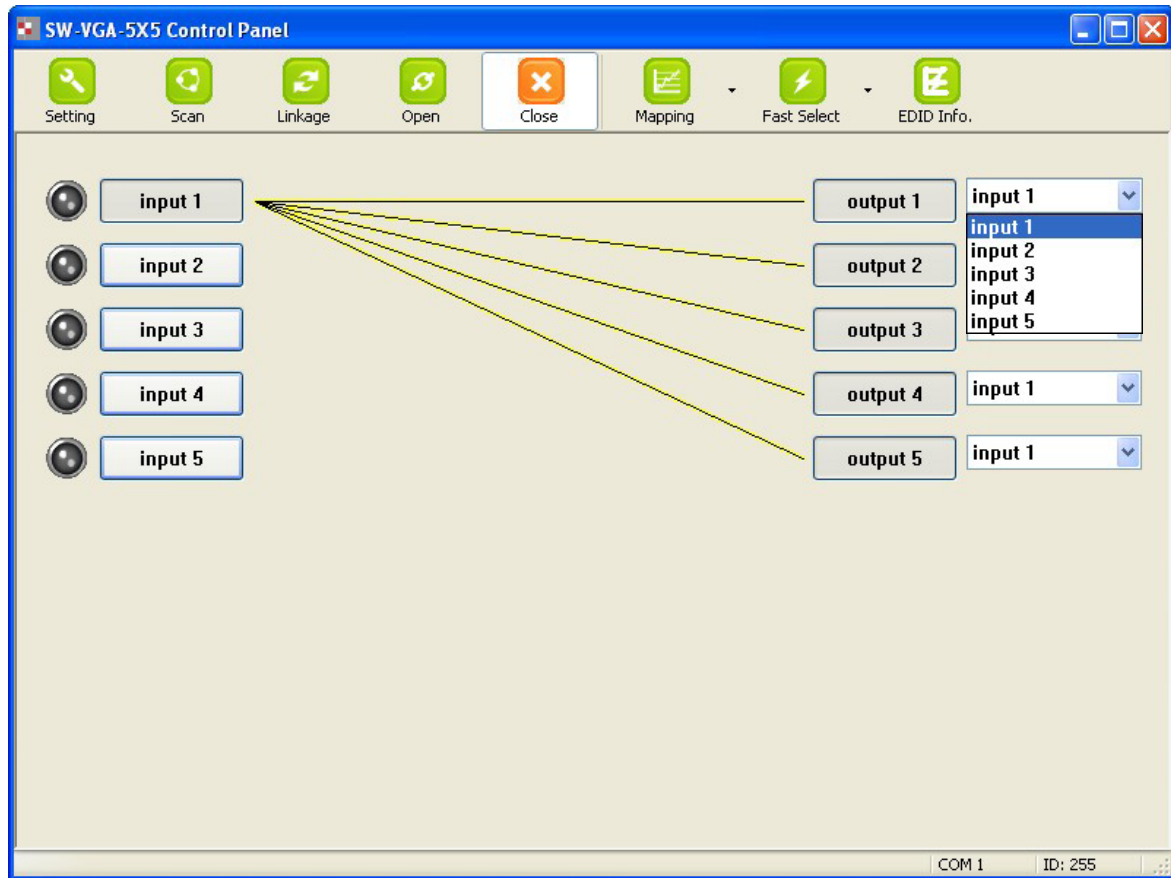 SW-VGA-5X5 Control Panel
Setting Scan Linkage Open Close Mapping Fast Select EDID Info.
input 1 output 1 input 1
input 1
input 2 output 2 input 2
input 3
input 3 output 3 input 4
input 5
input 4 output 4 input 1
input 5 output 5 input 1
COM 1 ID: 255